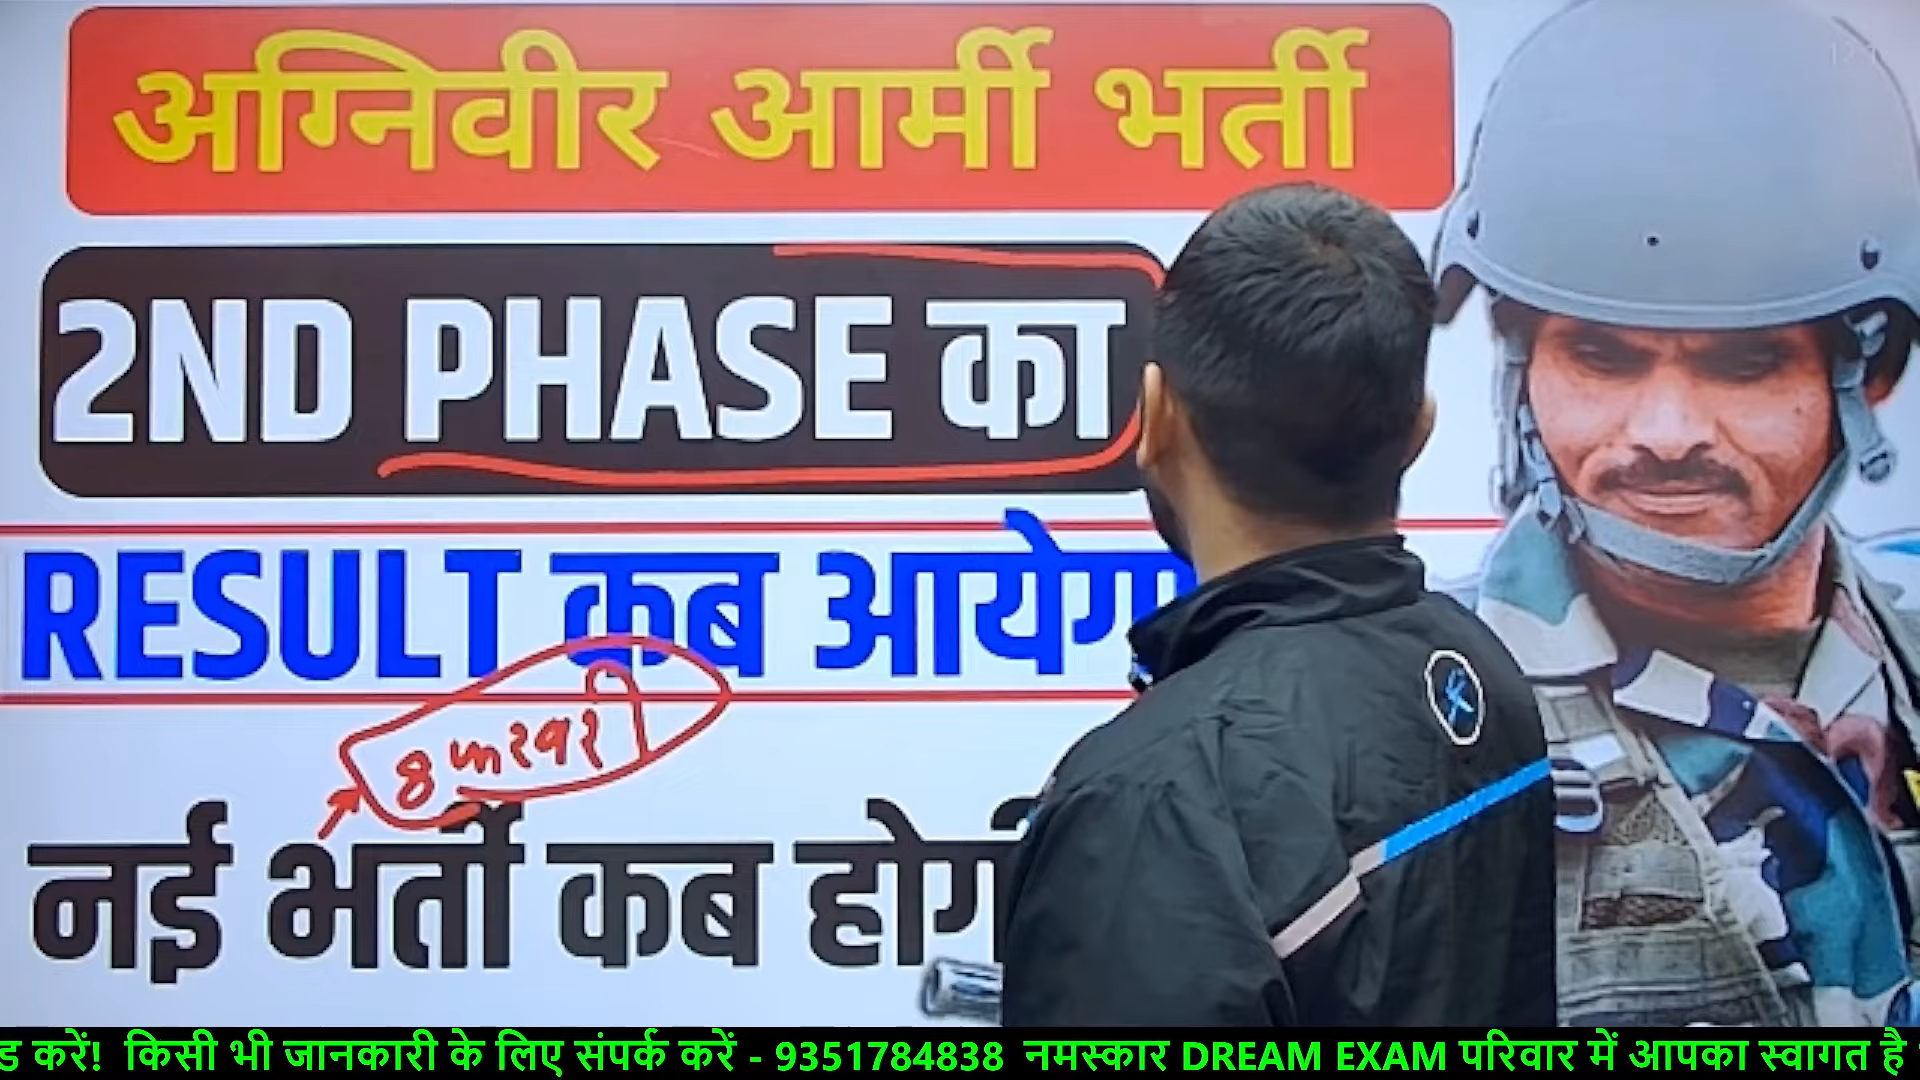 अग्निवीर आर्मी भर्ती
2ND PHASE का
RESULT कब आयेगा
8 फरवरी
नई भर्ती कब होगी
करें! किसी भी जानकारी के लिए संपर्क करें - 9351784838 नमस्कार DREAM EXAM परिवार में आपका स्वागत है